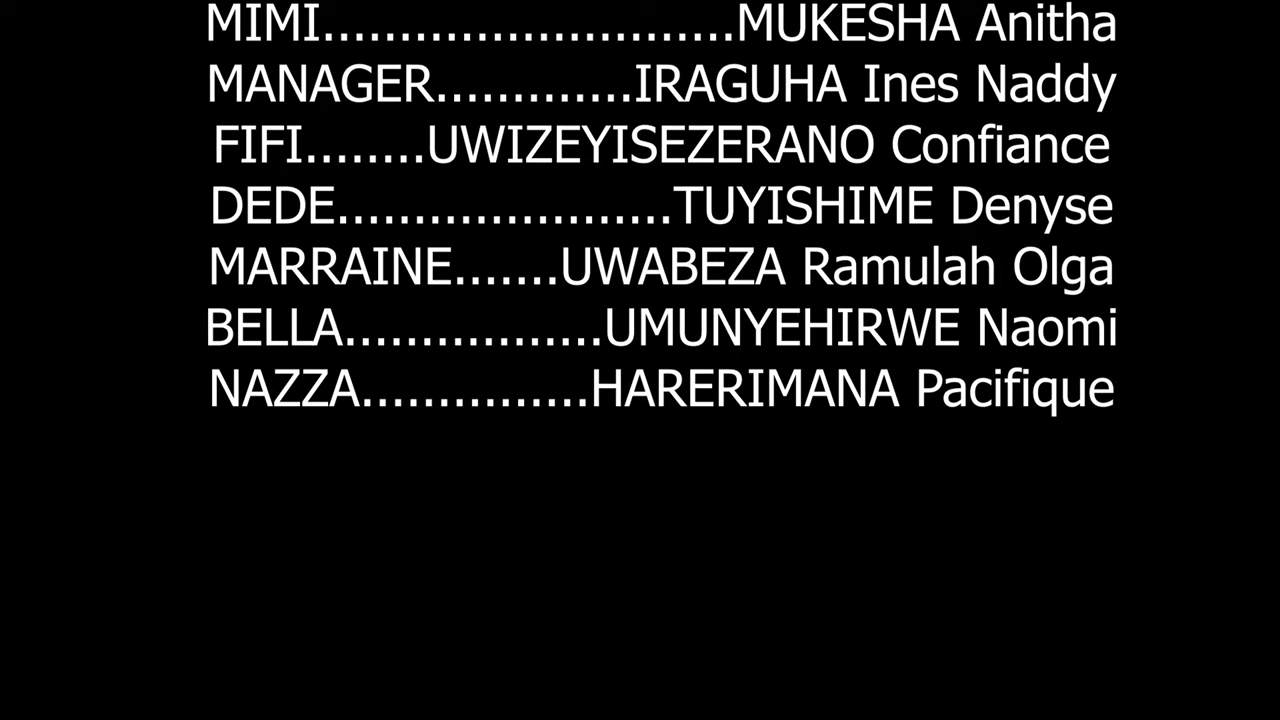 MIMI...........................MUKESHA Anitha
MANAGER.............IRAGUHA Ines Naddy
FIFI........UWIZEYISEZERANO Confiance
DEDE......................TUYISHIME Denyse
MARRAINE.......UWABEZA Ramulah Olga
BELLA.................UMUNYEHIRWE Naomi
NAZZA...............HARERIMANA Pacifique